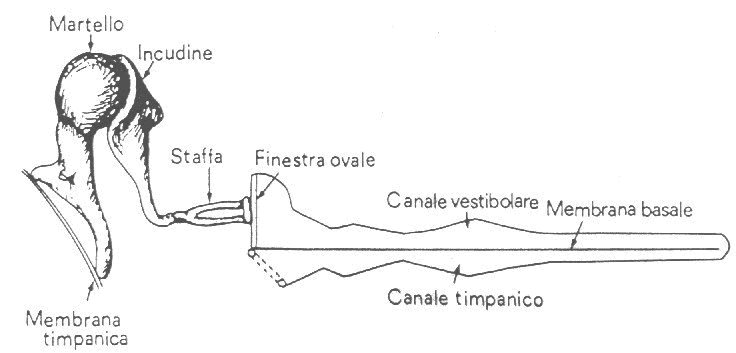 Martello
Incudine
Staffa
Finestra ovale
Canale vestibolare
Membrana basale
Canale timpanico
Membrana
timpanica